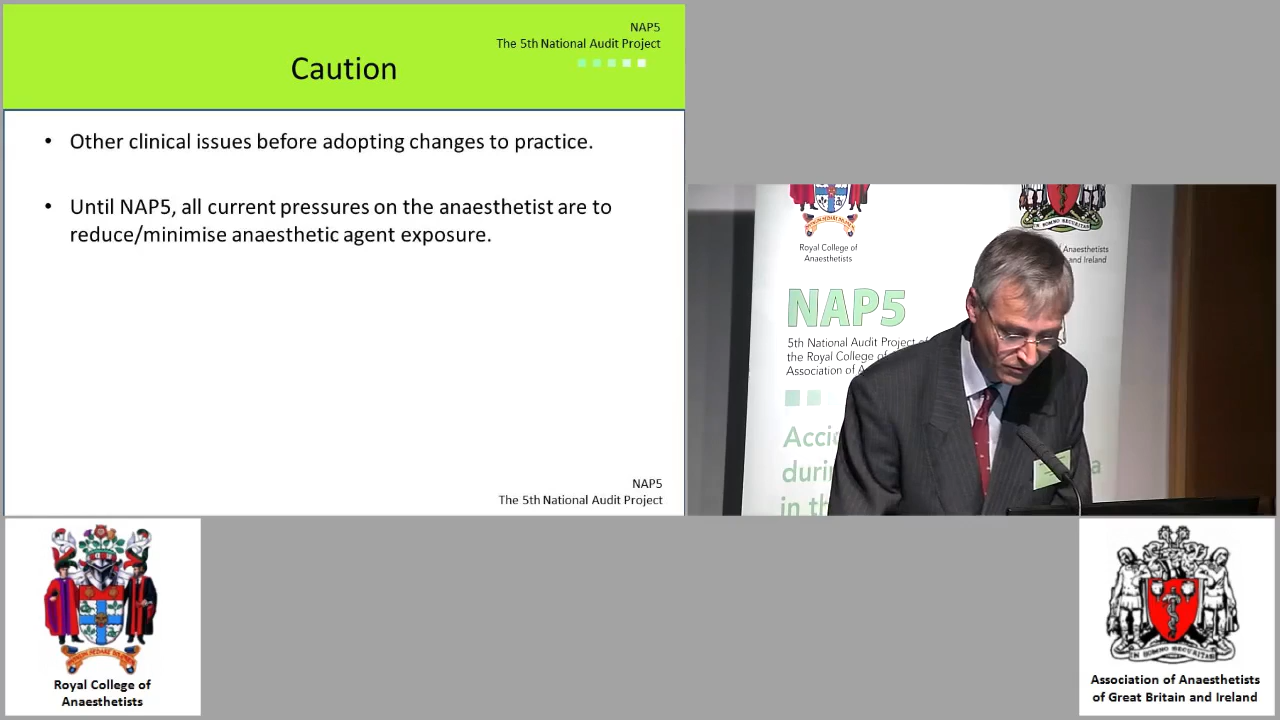 NAP5
The 5th National Audit Project
Caution
• Other clinical issues before adopting changes to practice.
• Until NAP5, all current pressures on the anaesthetist are to
reduce/minimise anaesthetic agent exposure.
NAP5
The 5th National Audit Project
Royal College of
Anaesthetists
Anaesthetists
and Ireland
NAP5
5th National Audit Project
the Royal College of
Association of
in
Royal College of
Anaesthetists
Association of Anaesthetists
of Great Britain and Ireland